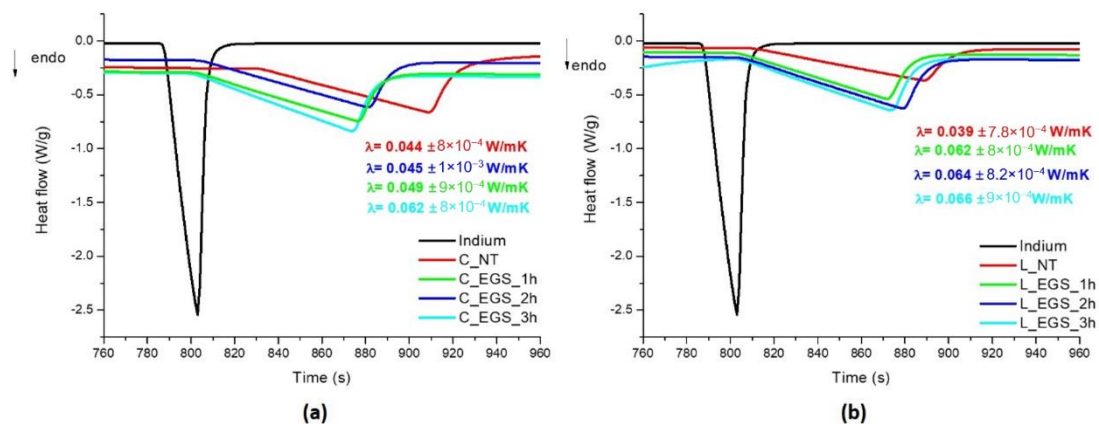 endo
Heat flow (W/g)
0.0
-0.5
-1.0
-1.5
-2.0
-2.5
λ= 0.044 ±8×10⁻⁴ W/mK
λ= 0.045 ±1×10⁻³ W/mK
λ= 0.049 ±9×10⁻⁴ W/mK
λ= 0.062 ±8×10⁻⁴ W/mK
Indium
C_NT
C_EGS_1h
C_EGS_2h
C_EGS_3h
760 780 800 820 840 860 880 900 920 940 960
Time (s)
(a)
endo
Heat flow (W/g)
0.0
-0.5
-1.0
-1.5
-2.0
-2.5
λ= 0.039 ±7.8×10⁻⁴ W/mK
λ= 0.062 ±8×10⁻⁴ W/mK
λ= 0.064 ±8.2×10⁻⁴ W/mK
λ= 0.066 ±9×10⁻⁴ W/mK
Indium
L_NT
L_EGS_1h
L_EGS_2h
L_EGS_3h
760 780 800 820 840 860 880 900 920 940 960
Time (s)
(b)